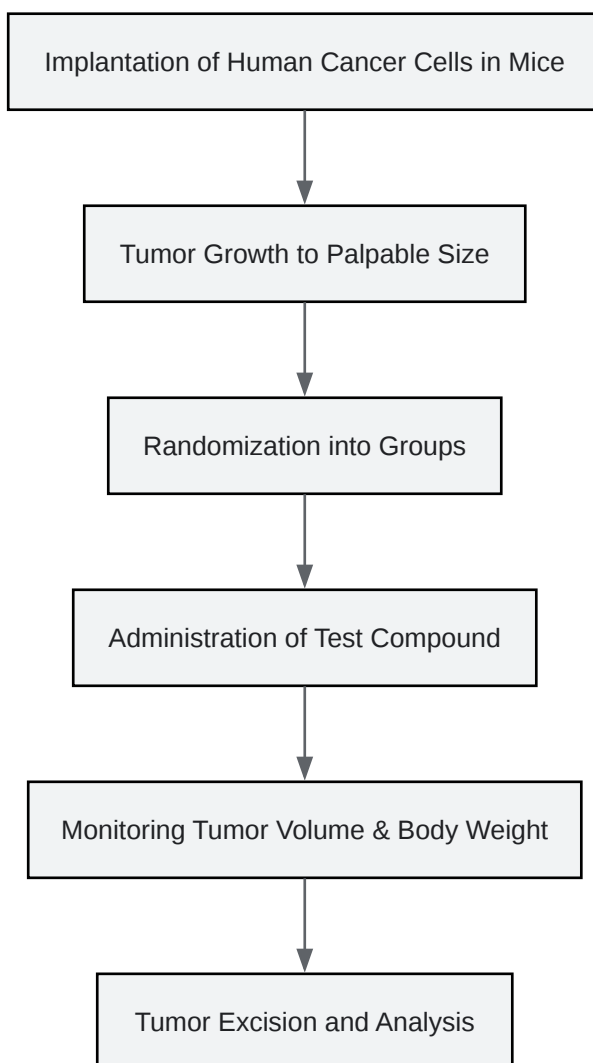 Implantation of Human Cancer Cells in Mice
Tumor Growth to Palpable Size
Randomization into Groups
Administration of Test Compound
Monitoring Tumor Volume & Body Weight
Tumor Excision and Analysis